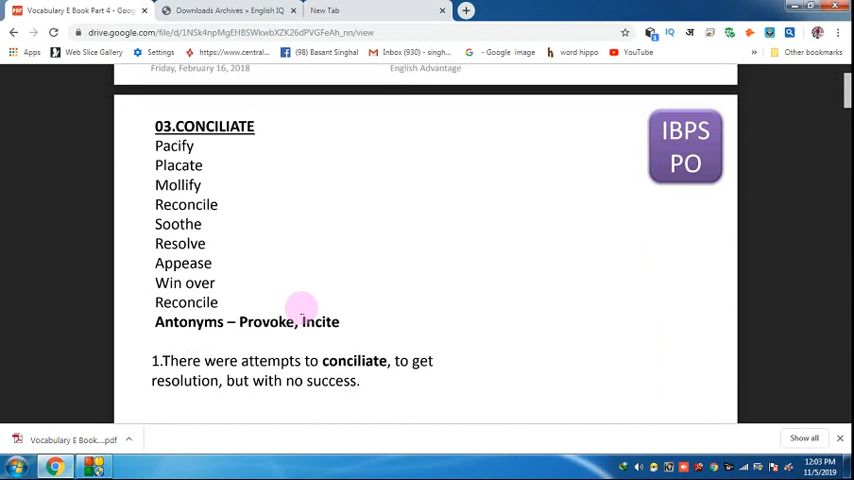 Vocabulary E Book Part 4 - Goog
Downloads Archives » English IQ
New Tab
drive.google.com/file/d/1NSk4npMgEHBSWkwbXZK26dPVGFeAh_nn/view
Apps
Web Slice Gallery
Settings
https://www.central...
(98) Basant Singhal
Inbox (930) - singh...
G - Google image
word hippo
YouTube
»
Other bookmarks
Friday, February 16, 2018
English Advantage
03.CONCILIATE
IBPS
PO
Pacify
Placate
Mollify
Reconcile
Soothe
Resolve
Appease
Win over
Reconcile
Antonyms – Provoke, Incite
1.There were attempts to conciliate, to get
resolution, but with no success.
Vocabulary E Book....pdf
Show all
12:03 PM
11/5/2019